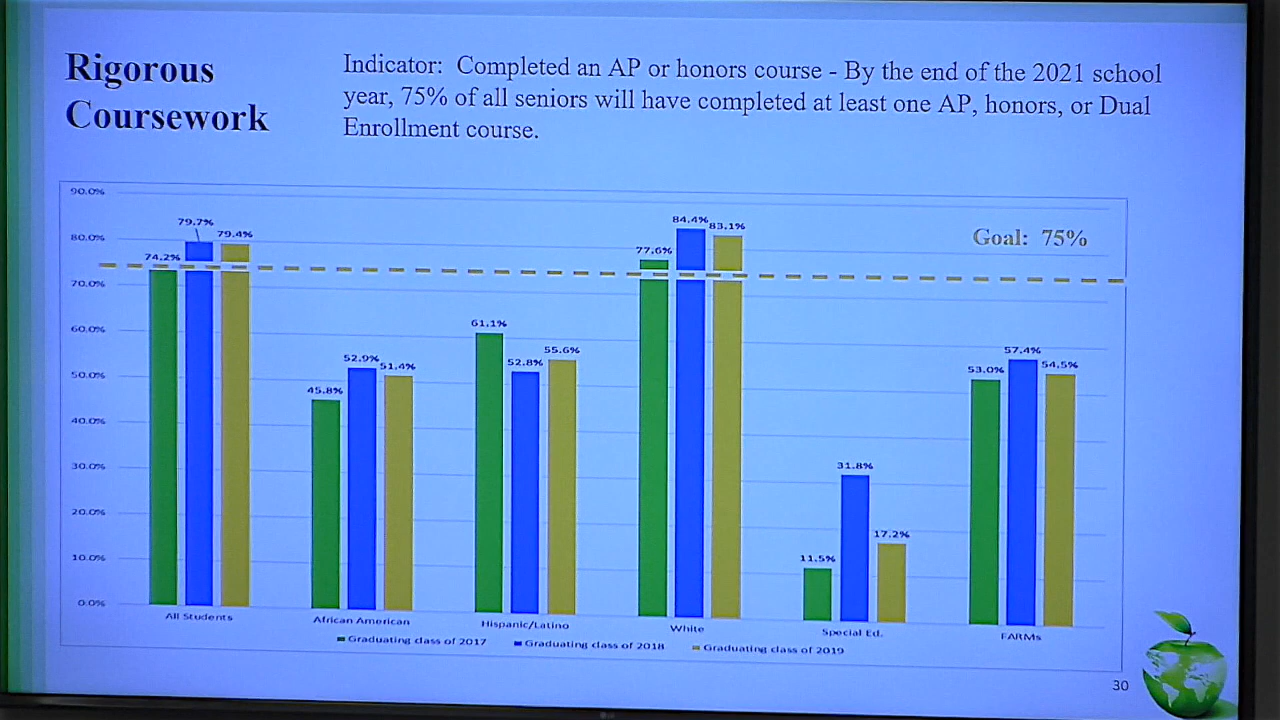 Rigorous
Coursework
Indicator: Completed an AP or honors course - By the end of the 2021 school
year, 75% of all seniors will have completed at least one AP, honors, or Dual
Enrollment course.
90.0%
80.0%
70.0%
60.0%
50.0%
40.0%
30.0%
20.0%
10.0%
0.0%
Goal: 75%
74.2%
79.7%
79.4%
45.8%
52.9%
51.4%
61.1%
52.8%
55.6%
77.6%
84.4%
83.1%
11.5%
31.8%
17.2%
53.0%
57.4%
54.5%
All Students
African American
Hispanic/Latino
White
Special Ed.
FARMs
Graduating class of 2017
Graduating class of 2018
Graduating class of 2019
30